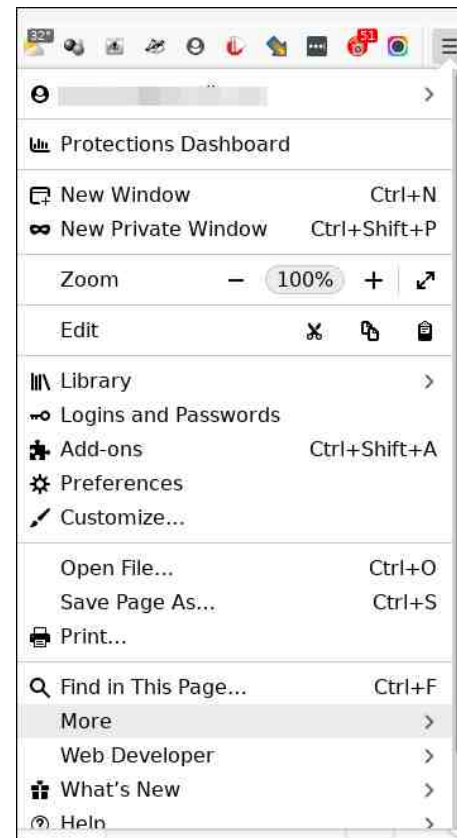 32°
51
Protections Dashboard
New Window Ctrl+N
New Private Window Ctrl+Shift+P
Zoom − 100% +
Edit
Library
Logins and Passwords
Add-ons Ctrl+Shift+A
Preferences
Customize...
Open File... Ctrl+O
Save Page As... Ctrl+S
Print...
Find in This Page... Ctrl+F
More
Web Developer
What's New
Help